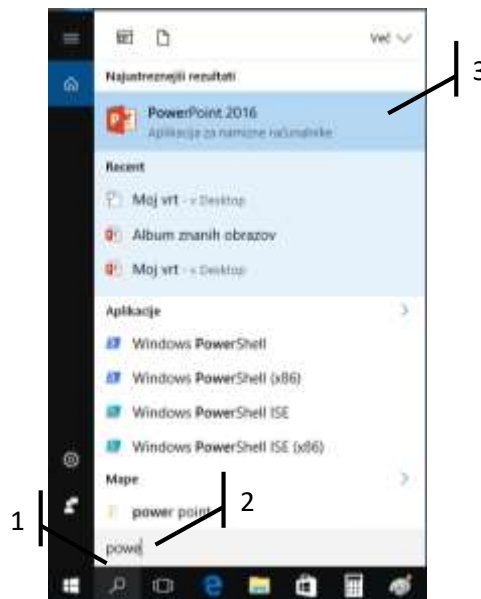 Več
3
Najustreznejši rezultati
PowerPoint 2016
Aplikacija za namizne računalnike
Recent
Moj vrt - v Desktop
Album znanih obrazov
Moj vrt - v Desktop
Aplikacije
Windows PowerShell
Windows PowerShell (x86)
Windows PowerShell ISE
Windows PowerShell ISE (x86)
Mape
power point
1
2
powe